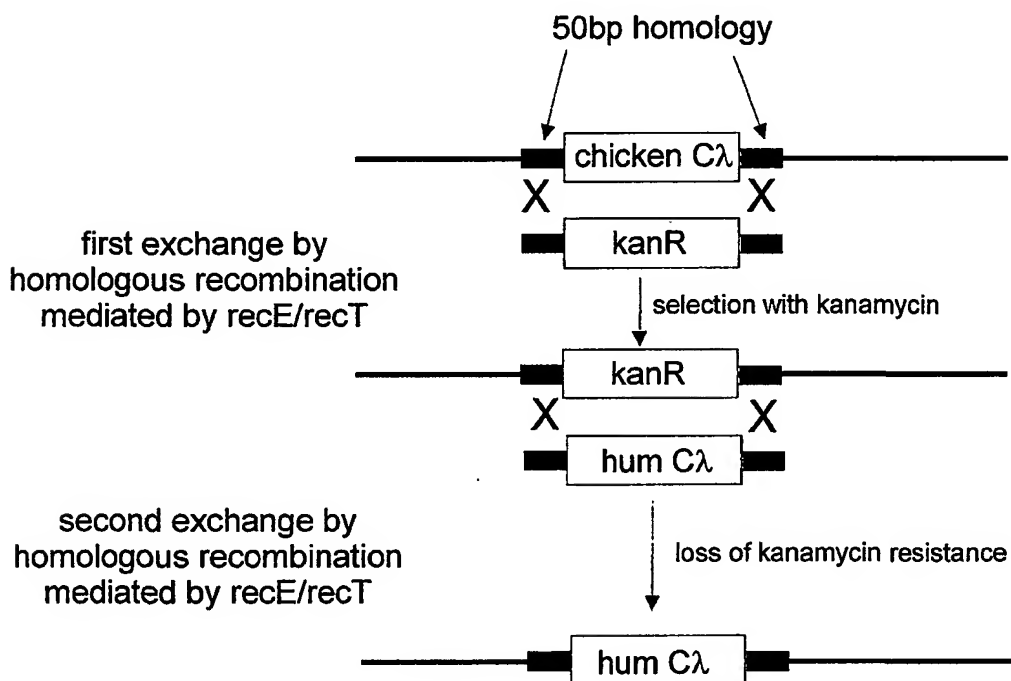 50bp homology
chicken Cλ
X X
kanR
first exchange by
homologous recombination
mediated by recE/recT
selection with kanamycin
kanR
X X
hum Cλ
second exchange by
homologous recombination
mediated by recE/recT
loss of kanamycin resistance
hum Cλ